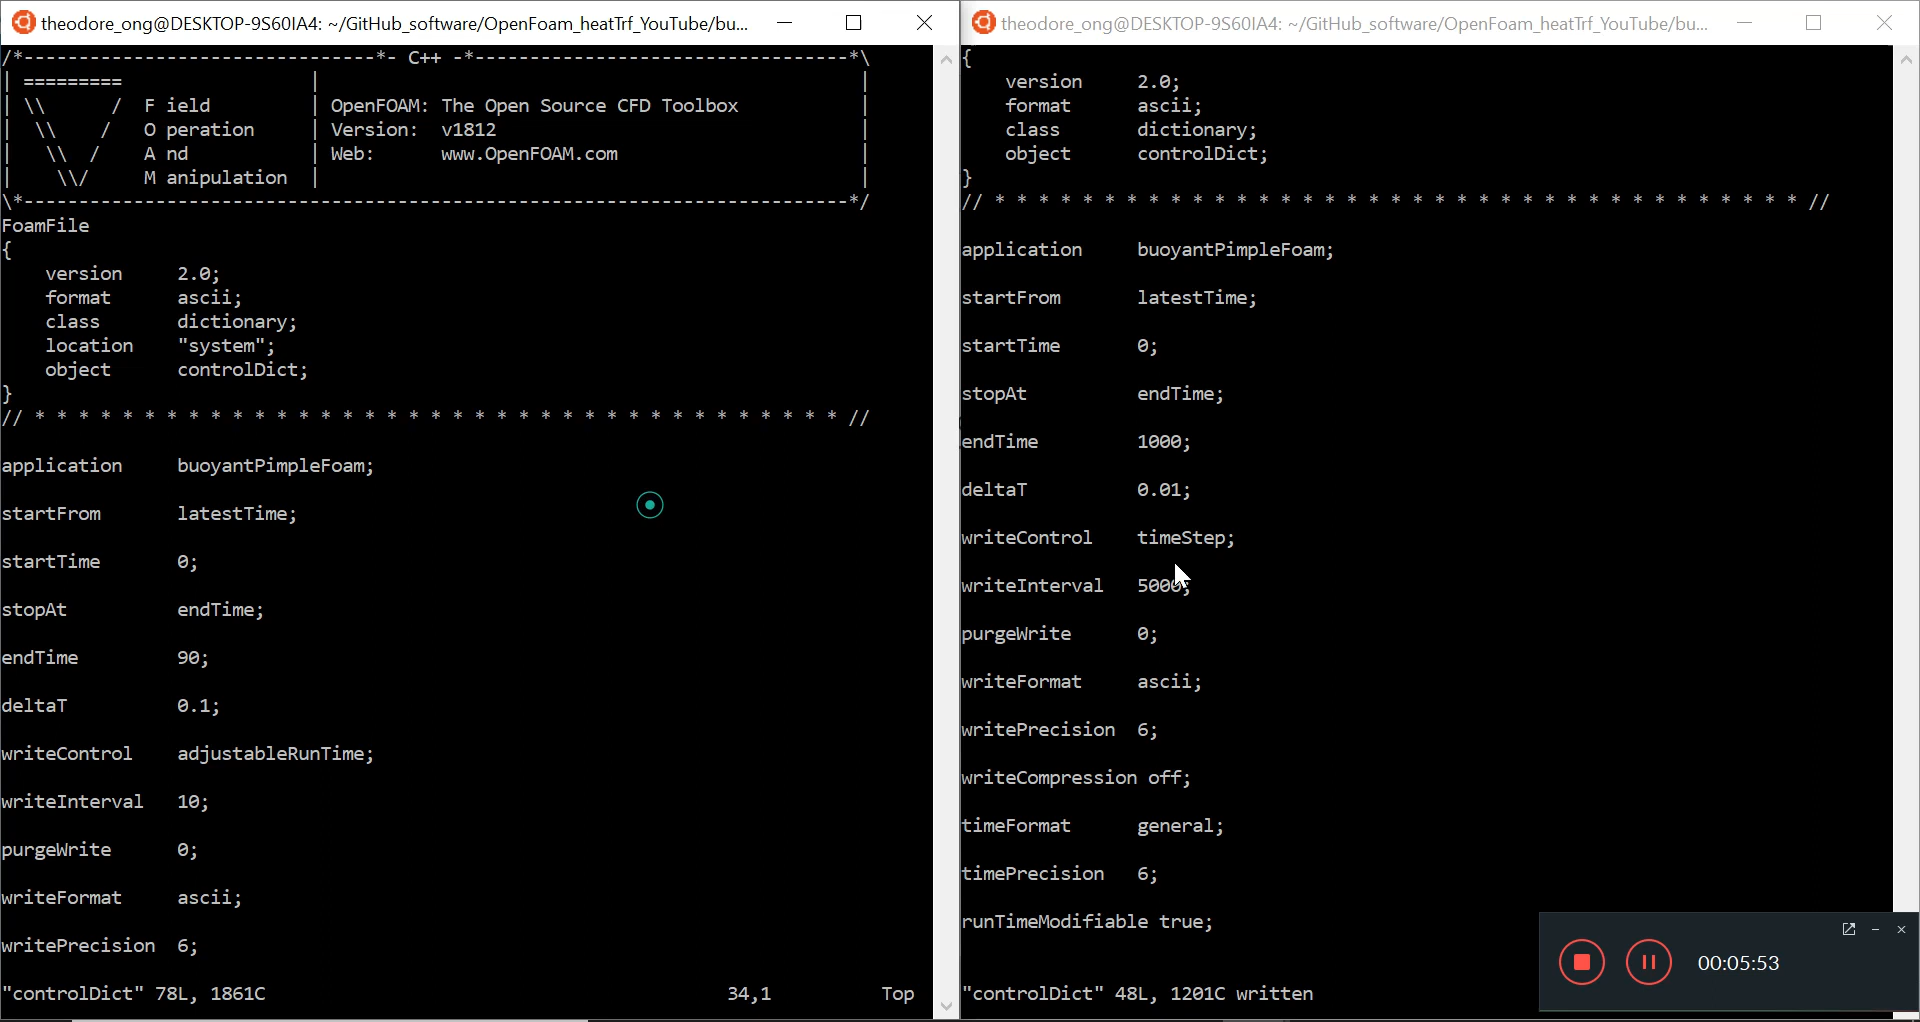 theodore_ong@DESKTOP-9S60IA4: ~/GitHub_software/OpenFoam_heatTrf_YouTube/bu...
/*--------------------------------*- C++ -*----------------------------------*\
| =========                 |                                                 |
| \\      /  F ield         | OpenFOAM: The Open Source CFD Toolbox           |
|  \\    /   O peration     | Version:  v1812                                 |
|   \\  /    A nd           | Web:      www.OpenFOAM.com                      |
|    \\/     M anipulation  |                                                 |
\*---------------------------------------------------------------------------*/
FoamFile
{
    version     2.0;
    format      ascii;
    class       dictionary;
    location    "system";
    object      controlDict;
}
// * * * * * * * * * * * * * * * * * * * * * * * * * * * * * * * * * * * * * //
application     buoyantPimpleFoam;
startFrom       latestTime;
startTime       0;
stopAt          endTime;
endTime         90;
deltaT          0.1;
writeControl    adjustableRunTime;
writeInterval   10;
purgeWrite      0;
writeFormat     ascii;
writePrecision  6;
"controlDict" 78L, 1861C                                          34,1          Top
theodore_ong@DESKTOP-9S60IA4: ~/GitHub_software/OpenFoam_heatTrf_YouTube/bu...
{
    version     2.0;
    format      ascii;
    class       dictionary;
    object      controlDict;
}
// * * * * * * * * * * * * * * * * * * * * * * * * * * * * * * * * * * * * * //
application     buoyantPimpleFoam;
startFrom       latestTime;
startTime       0;
stopAt          endTime;
endTime         1000;
deltaT          0.01;
writeControl    timeStep;
writeInterval   5000;
purgeWrite      0;
writeFormat     ascii;
writePrecision  6;
writeCompression off;
timeFormat      general;
timePrecision   6;
runTimeModifiable true;
"controlDict" 48L, 1201C written
00:05:53